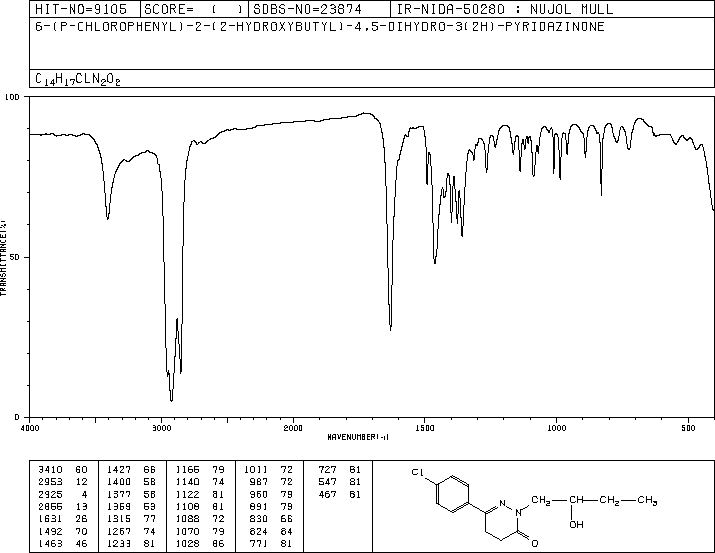 HIT-NO=9105 SCORE= ( ) SDBS-NO=23874 IR-NIDA-50280 : NUJOL MULL
6-(P-CHLOROPHENYL)-2-(2-HYDROXYBUTYL)-4,5-DIHYDRO-3(2H)-PYRIDAZINONE
C14H17CLN2O2
100
50
0
TRANSMITTANCE(%)
4000 3000 2000 1500 1000 500
WAVENUMBER(-1)
3410 60 1427 66 1166 79 1011 72 727 81
2953 12 1400 58 1140 74 987 72 547 81
2925 4 1377 58 1122 81 960 79 467 81
2866 13 1369 63 1108 81 891 79
1631 26 1315 77 1088 72 830 66
1492 70 1267 74 1070 79 824 84
1463 46 1233 81 1028 86 771 81
Cl
N
N
CH2
CH
CH2
CH3
OH
O